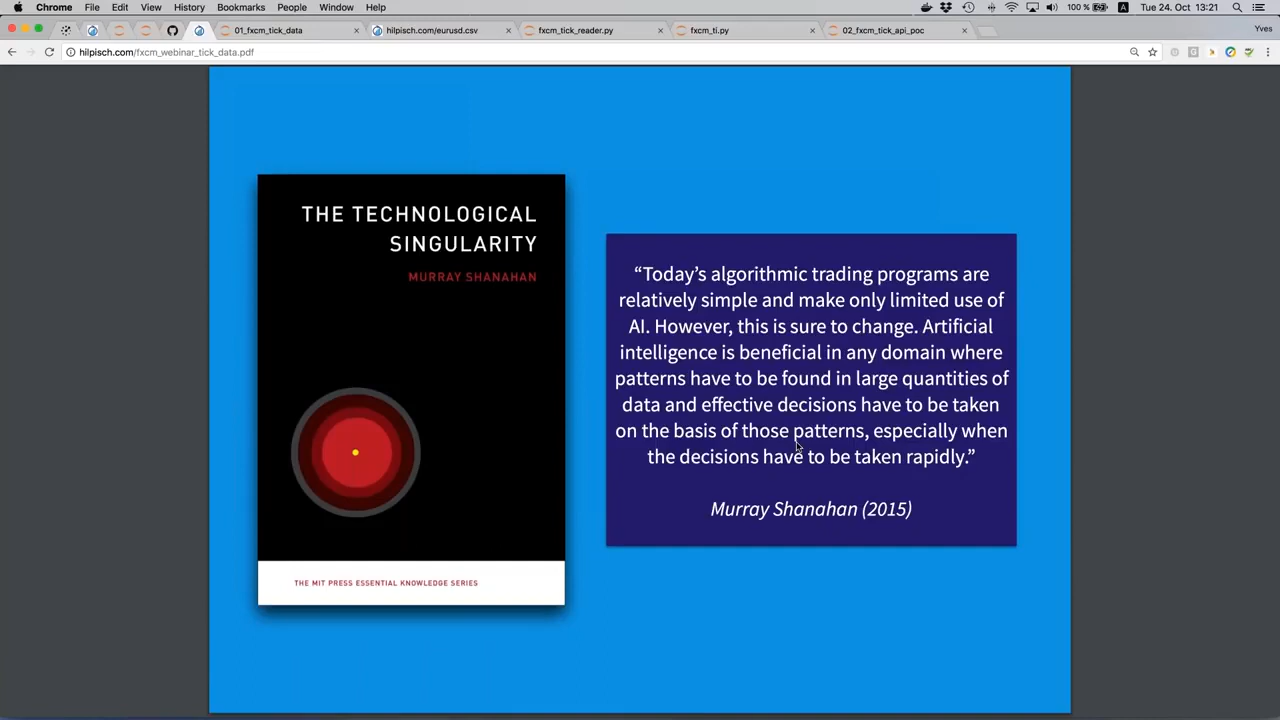 Chrome File Edit View History Bookmarks People Window Help 100 % Tue 24. Oct 13:21
01_fxcm_tick_data hilpisch.com/eurusd.csv fxcm_tick_reader.py fxcm_ti.py 02_fxcm_tick_api_poc Yves
hilpisch.com/fxcm_webinar_tick_data.pdf
THE TECHNOLOGICAL
SINGULARITY
MURRAY SHANAHAN
THE MIT PRESS ESSENTIAL KNOWLEDGE SERIES
“Today’s algorithmic trading programs are
relatively simple and make only limited use of
AI. However, this is sure to change. Artificial
intelligence is beneficial in any domain where
patterns have to be found in large quantities of
data and effective decisions have to be taken
on the basis of those patterns, especially when
the decisions have to be taken rapidly.”
Murray Shanahan (2015)